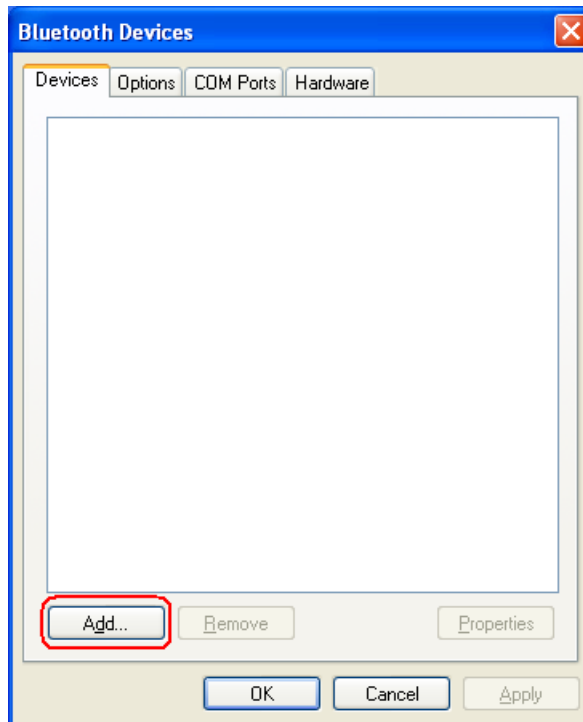 Bluetooth Devices
Devices Options COM Ports Hardware
Add... Remove Properties
OK Cancel Apply